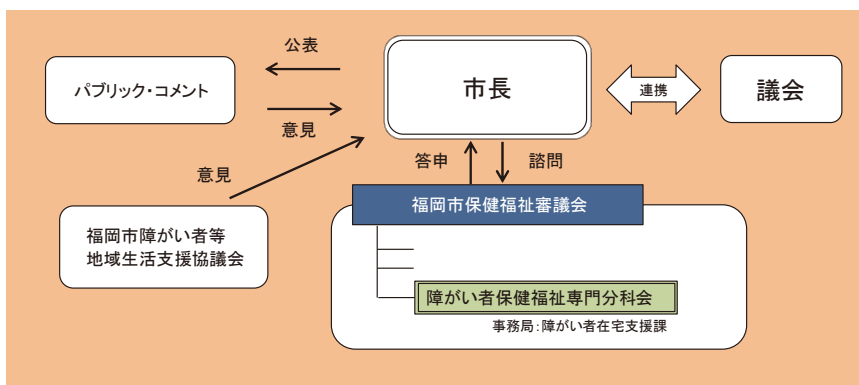 公表
パブリック・コメント
意見
市長
連携
議会
意見
答申
諮問
福岡市保健福祉審議会
福岡市障がい者等
地域生活支援協議会
障がい者保健福祉専門分科会
事務局:障がい者在宅支援課